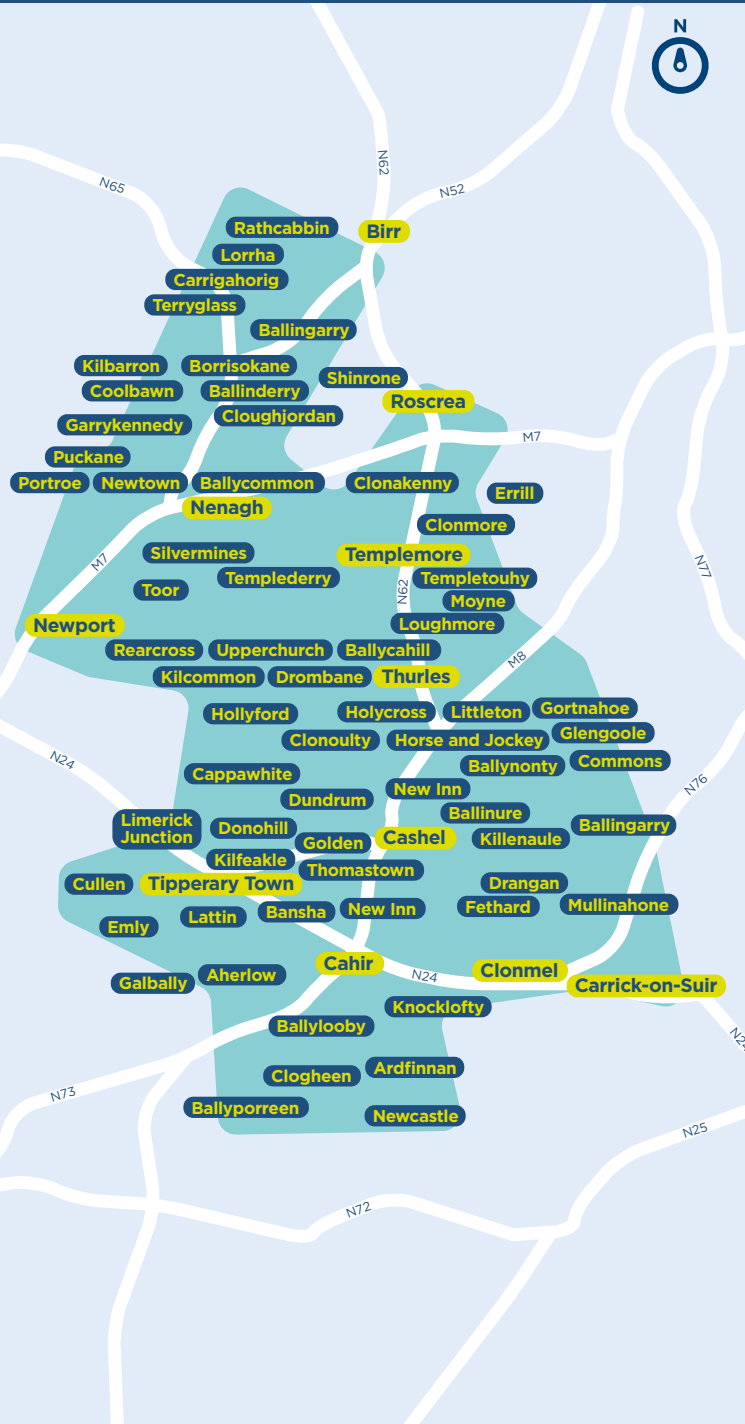 N
N62
N65
N52
Rathcabbin
Birr
Lorrha
Carrigahorig
Terryglass
Ballingarry
Kilbarron
Borrisokane
Shinrone
Coolbawn
Ballinderry
Roscrea
Cloughjordan
Garrykennedy
M7
Puckane
Portroe
Newtown
Ballycommon
Clonakenny
Errill
Nenagh
Clonmore
Silvermines
Templemore
M7
N77
Templederry
Templetouhy
Toor
N62
Moyne
Newport
Loughmore
Rearcross
Upperchurch
Ballycahill
M8
Kilcommon
Drombane
Thurles
Hollyford
Holycross
Littleton
Gortnahoe
Clonoulty
Horse and Jockey
Glengoole
N24
Ballynonty
Commons
Cappawhite
New Inn
N76
Dundrum
Ballinure
Limerick
Junction
Donohill
Golden
Cashel
Killenaule
Ballingarry
Kilfeakle
Thomastown
Cullen
Tipperary Town
Drangan
Emly
Lattin
Bansha
New Inn
Fethard
Mullinahone
Cahir
Galbally
Aherlow
N24
Clonmel
Carrick-on-Suir
Knocklofty
Ballylooby
N24
Clogheen
Ardfinnan
N73
Ballyporreen
Newcastle
N25
N72